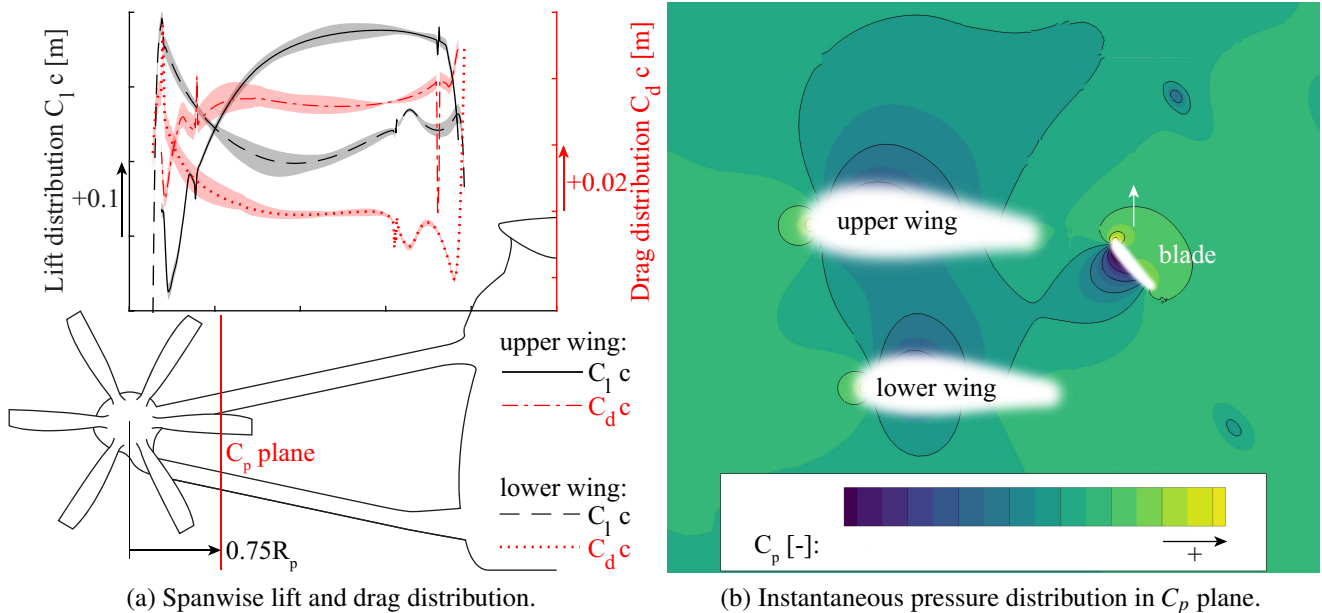 Lift distribution C_l c [m]
+0.1
Drag distribution C_d c [m]
+0.02
upper wing:
C_l c
C_d c
C_p plane
lower wing:
C_l c
C_d c
0.75R_p
(a) Spanwise lift and drag distribution.
upper wing
blade
lower wing
C_p [-]:
+
(b) Instantaneous pressure distribution in C_p plane.